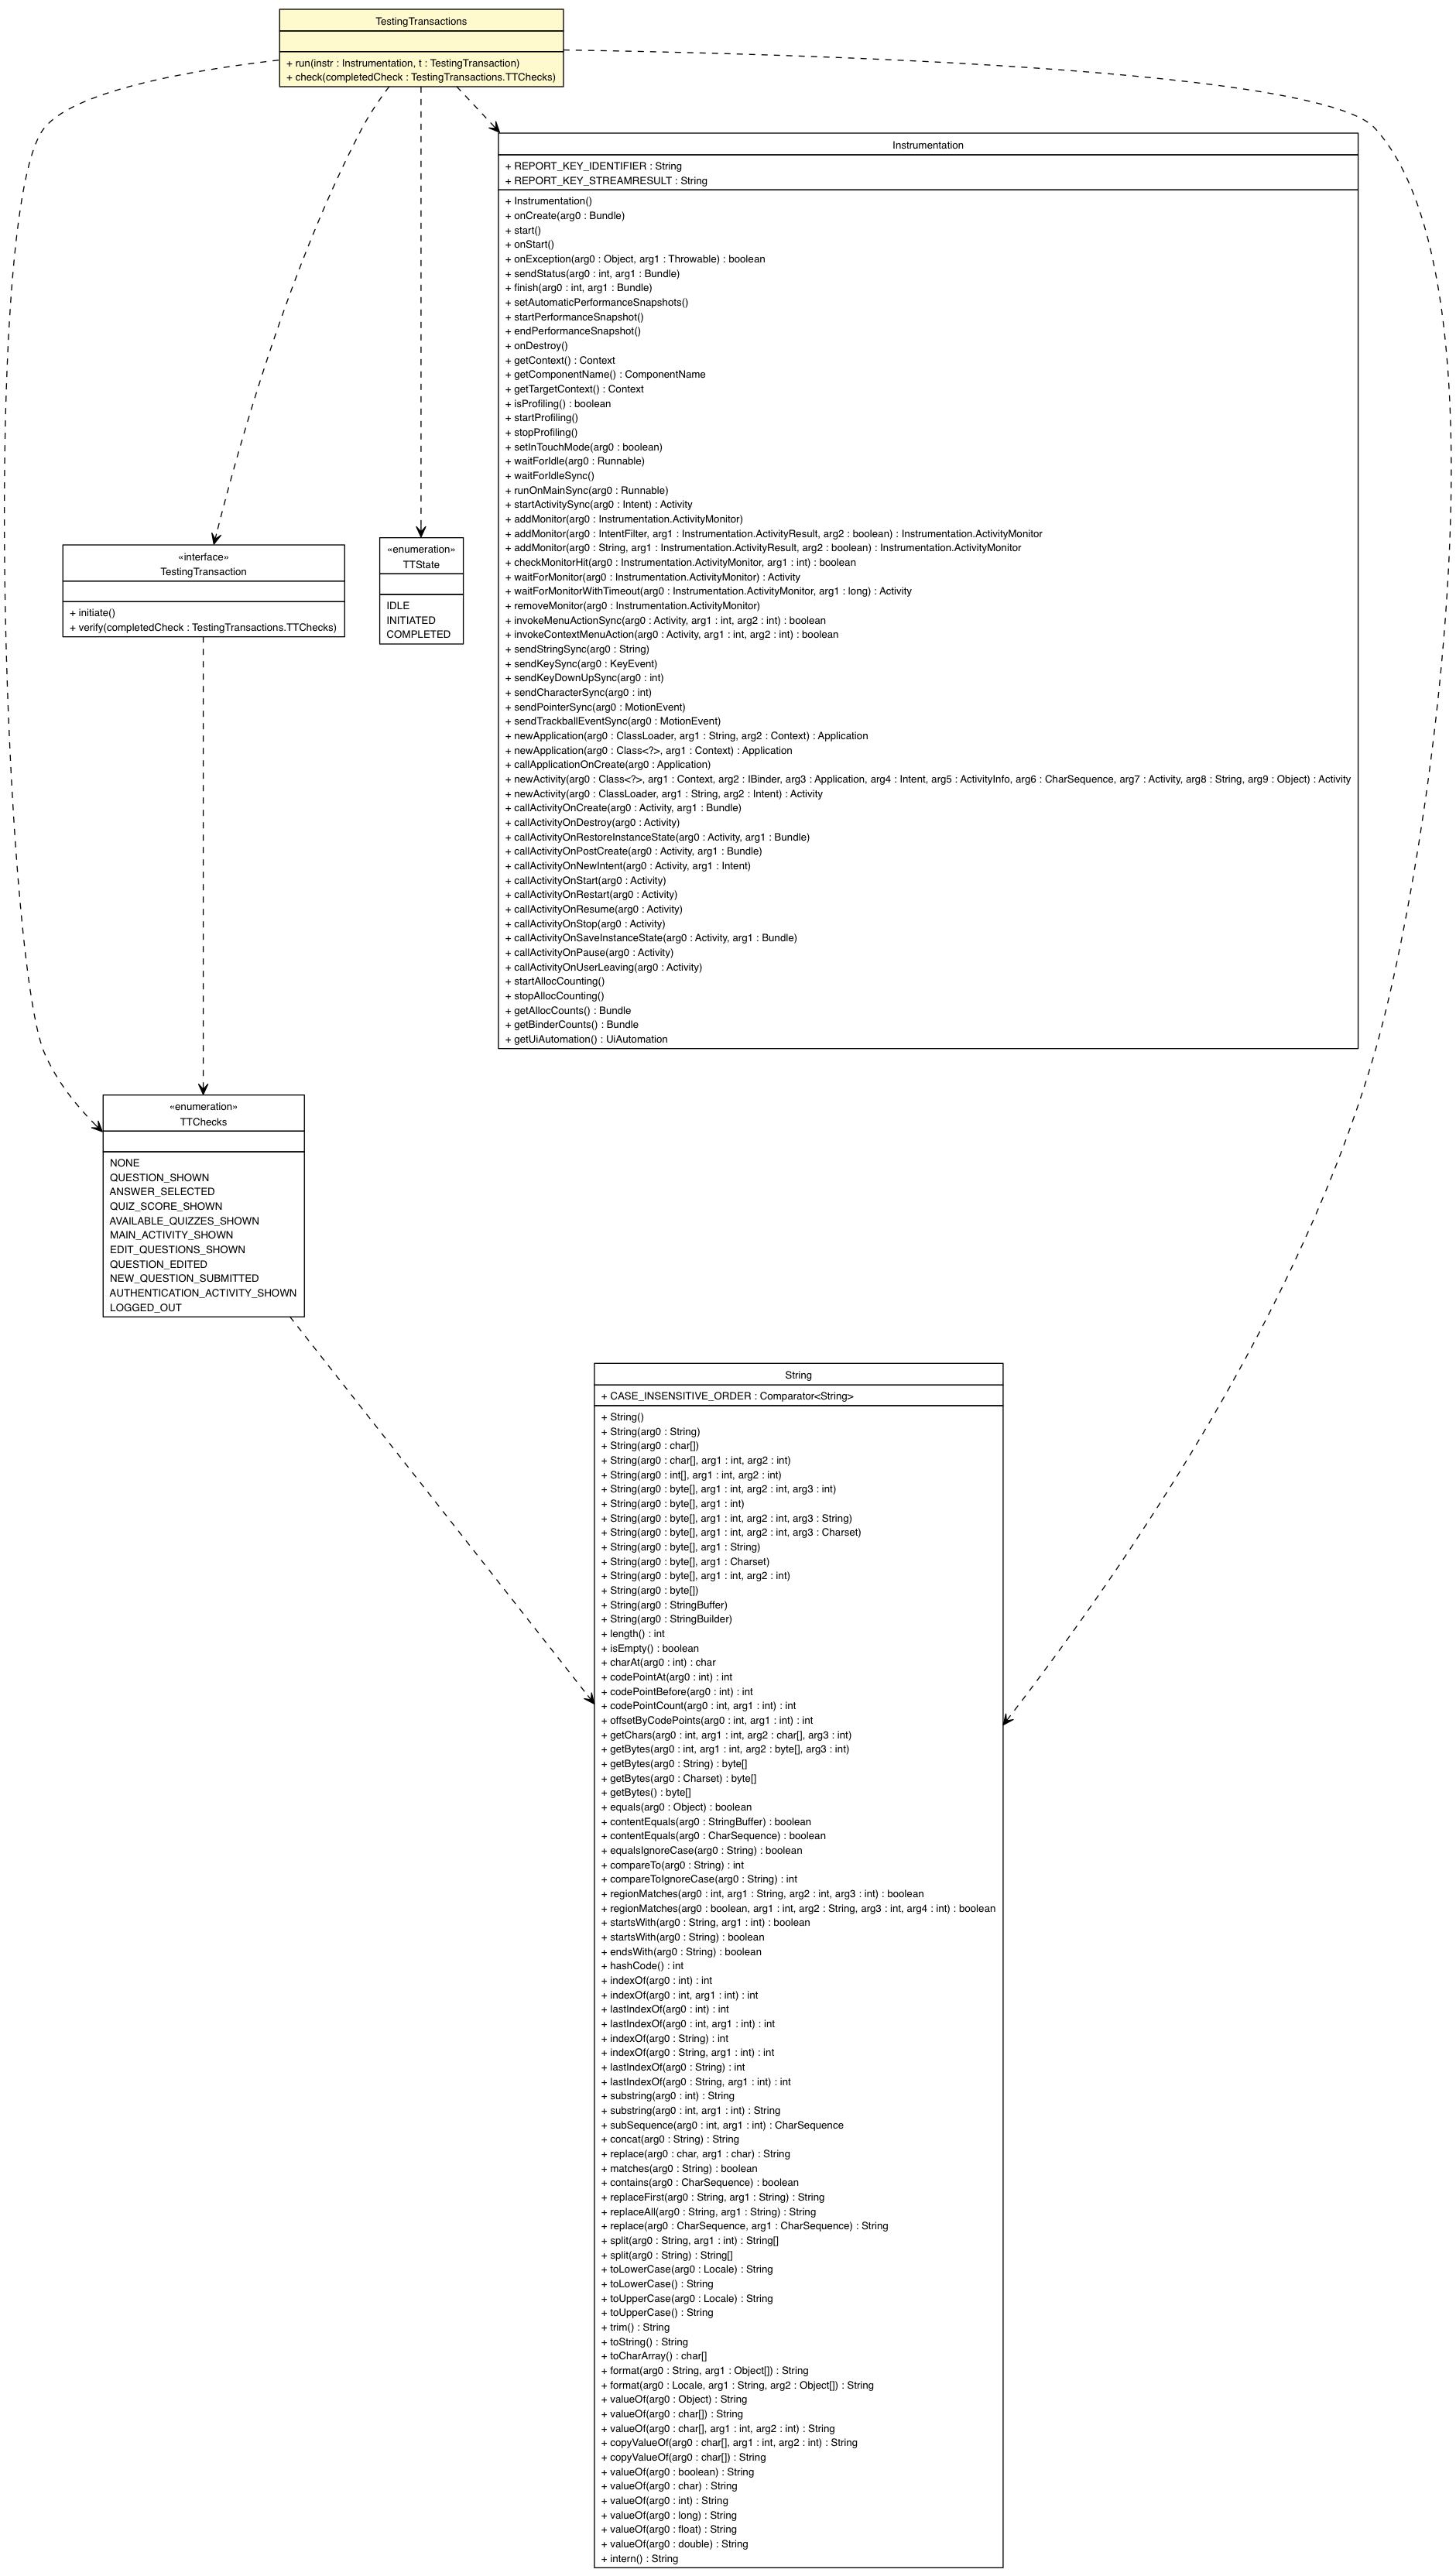 TestingTransactions
+ run(instr : Instrumentation, t : TestingTransaction)
+ check(completedCheck : TestingTransactions.TTChecks)
Instrumentation
+ REPORT_KEY_IDENTIFIER : String
+ REPORT_KEY_STREAMRESULT : String
+ Instrumentation()
+ onCreate(arg0 : Bundle)
+ start()
+ onStart()
+ onException(arg0 : Object, arg1 : Throwable) : boolean
+ sendStatus(arg0 : int, arg1 : Bundle)
+ finish(arg0 : int, arg1 : Bundle)
+ setAutomaticPerformanceSnapshots()
+ startPerformanceSnapshot()
+ endPerformanceSnapshot()
+ onDestroy()
+ getContext() : Context
+ getComponentName() : ComponentName
+ getTargetContext() : Context
+ isProfiling() : boolean
+ startProfiling()
+ stopProfiling()
+ setInTouchMode(arg0 : boolean)
+ waitForIdle(arg0 : Runnable)
+ waitForIdleSync()
+ runOnMainSync(arg0 : Runnable)
+ startActivitySync(arg0 : Intent) : Activity
+ addMonitor(arg0 : Instrumentation.ActivityMonitor)
+ addMonitor(arg0 : IntentFilter, arg1 : Instrumentation.ActivityResult, arg2 : boolean) : Instrumentation.ActivityMonitor
+ addMonitor(arg0 : String, arg1 : Instrumentation.ActivityResult, arg2 : boolean) : Instrumentation.ActivityMonitor
+ checkMonitorHit(arg0 : Instrumentation.ActivityMonitor, arg1 : int) : boolean
+ waitForMonitor(arg0 : Instrumentation.ActivityMonitor) : Activity
+ waitForMonitorWithTimeout(arg0 : Instrumentation.ActivityMonitor, arg1 : long) : Activity
+ removeMonitor(arg0 : Instrumentation.ActivityMonitor)
+ invokeMenuActionSync(arg0 : Activity, arg1 : int, arg2 : int) : boolean
+ invokeContextMenuAction(arg0 : Activity, arg1 : int, arg2 : int) : boolean
+ sendStringSync(arg0 : String)
+ sendKeySync(arg0 : KeyEvent)
+ sendKeyDownUpSync(arg0 : int)
+ sendCharacterSync(arg0 : int)
+ sendPointerSync(arg0 : MotionEvent)
+ sendTrackballEventSync(arg0 : MotionEvent)
+ newApplication(arg0 : ClassLoader, arg1 : String, arg2 : Context) : Application
+ newApplication(arg0 : Class<?>, arg1 : Context) : Application
+ callApplicationOnCreate(arg0 : Application)
+ newActivity(arg0 : Class<?>, arg1 : Context, arg2 : IBinder, arg3 : Application, arg4 : Intent, arg5 : ActivityInfo, arg6 : CharSequence, arg7 : Activity, arg8 : String, arg9 : Object) : Activity
+ newActivity(arg0 : ClassLoader, arg1 : String, arg2 : Intent) : Activity
+ callActivityOnCreate(arg0 : Activity, arg1 : Bundle)
+ callActivityOnDestroy(arg0 : Activity)
+ callActivityOnRestoreInstanceState(arg0 : Activity, arg1 : Bundle)
+ callActivityOnPostCreate(arg0 : Activity, arg1 : Bundle)
+ callActivityOnNewIntent(arg0 : Activity, arg1 : Intent)
+ callActivityOnStart(arg0 : Activity)
+ callActivityOnRestart(arg0 : Activity)
+ callActivityOnResume(arg0 : Activity)
+ callActivityOnStop(arg0 : Activity)
+ callActivityOnSaveInstanceState(arg0 : Activity, arg1 : Bundle)
+ callActivityOnPause(arg0 : Activity)
+ callActivityOnUserLeaving(arg0 : Activity)
+ startAllocCounting()
+ stopAllocCounting()
+ getAllocCounts() : Bundle
+ getBinderCounts() : Bundle
+ getUiAutomation() : UiAutomation
«interface»
TestingTransaction
+ initiate()
+ verify(completedCheck : TestingTransactions.TTChecks)
«enumeration»
TTState
IDLE
INITIATED
COMPLETED
«enumeration»
TTChecks
NONE
QUESTION_SHOWN
ANSWER_SELECTED
QUIZ_SCORE_SHOWN
AVAILABLE_QUIZZES_SHOWN
MAIN_ACTIVITY_SHOWN
EDIT_QUESTIONS_SHOWN
QUESTION_EDITED
NEW_QUESTION_SUBMITTED
AUTHENTICATION_ACTIVITY_SHOWN
LOGGED_OUT
String
+ CASE_INSENSITIVE_ORDER : Comparator<String>
+ String()
+ String(arg0 : String)
+ String(arg0 : char[])
+ String(arg0 : char[], arg1 : int, arg2 : int)
+ String(arg0 : int[], arg1 : int, arg2 : int)
+ String(arg0 : byte[], arg1 : int, arg2 : int, arg3 : int)
+ String(arg0 : byte[], arg1 : int)
+ String(arg0 : byte[], arg1 : int, arg2 : int, arg3 : String)
+ String(arg0 : byte[], arg1 : int, arg2 : int, arg3 : Charset)
+ String(arg0 : byte[], arg1 : String)
+ String(arg0 : byte[], arg1 : Charset)
+ String(arg0 : byte[], arg1 : int, arg2 : int)
+ String(arg0 : byte[])
+ String(arg0 : StringBuffer)
+ String(arg0 : StringBuilder)
+ length() : int
+ isEmpty() : boolean
+ charAt(arg0 : int) : char
+ codePointAt(arg0 : int) : int
+ codePointBefore(arg0 : int) : int
+ codePointCount(arg0 : int, arg1 : int) : int
+ offsetByCodePoints(arg0 : int, arg1 : int) : int
+ getChars(arg0 : int, arg1 : int, arg2 : char[], arg3 : int)
+ getBytes(arg0 : int, arg1 : int, arg2 : byte[], arg3 : int)
+ getBytes(arg0 : String) : byte[]
+ getBytes(arg0 : Charset) : byte[]
+ getBytes() : byte[]
+ equals(arg0 : Object) : boolean
+ contentEquals(arg0 : StringBuffer) : boolean
+ contentEquals(arg0 : CharSequence) : boolean
+ equalsIgnoreCase(arg0 : String) : boolean
+ compareTo(arg0 : String) : int
+ compareToIgnoreCase(arg0 : String) : int
+ regionMatches(arg0 : int, arg1 : String, arg2 : int, arg3 : int) : boolean
+ regionMatches(arg0 : boolean, arg1 : int, arg2 : String, arg3 : int, arg4 : int) : boolean
+ startsWith(arg0 : String, arg1 : int) : boolean
+ startsWith(arg0 : String) : boolean
+ endsWith(arg0 : String) : boolean
+ hashCode() : int
+ indexOf(arg0 : int) : int
+ indexOf(arg0 : int, arg1 : int) : int
+ lastIndexOf(arg0 : int) : int
+ lastIndexOf(arg0 : int, arg1 : int) : int
+ indexOf(arg0 : String) : int
+ indexOf(arg0 : String, arg1 : int) : int
+ lastIndexOf(arg0 : String) : int
+ lastIndexOf(arg0 : String, arg1 : int) : int
+ substring(arg0 : int) : String
+ substring(arg0 : int, arg1 : int) : String
+ subSequence(arg0 : int, arg1 : int) : CharSequence
+ concat(arg0 : String) : String
+ replace(arg0 : char, arg1 : char) : String
+ matches(arg0 : String) : boolean
+ contains(arg0 : CharSequence) : boolean
+ replaceFirst(arg0 : String, arg1 : String) : String
+ replaceAll(arg0 : String, arg1 : String) : String
+ replace(arg0 : CharSequence, arg1 : CharSequence) : String
+ split(arg0 : String, arg1 : int) : String[]
+ split(arg0 : String) : String[]
+ toLowerCase(arg0 : Locale) : String
+ toLowerCase() : String
+ toUpperCase(arg0 : Locale) : String
+ toUpperCase() : String
+ trim() : String
+ toString() : String
+ toCharArray() : char[]
+ format(arg0 : String, arg1 : Object[]) : String
+ format(arg0 : Locale, arg1 : String, arg2 : Object[]) : String
+ valueOf(arg0 : Object) : String
+ valueOf(arg0 : char[]) : String
+ valueOf(arg0 : char[], arg1 : int, arg2 : int) : String
+ copyValueOf(arg0 : char[], arg1 : int, arg2 : int) : String
+ copyValueOf(arg0 : char[]) : String
+ valueOf(arg0 : boolean) : String
+ valueOf(arg0 : char) : String
+ valueOf(arg0 : int) : String
+ valueOf(arg0 : long) : String
+ valueOf(arg0 : float) : String
+ valueOf(arg0 : double) : String
+ intern() : String